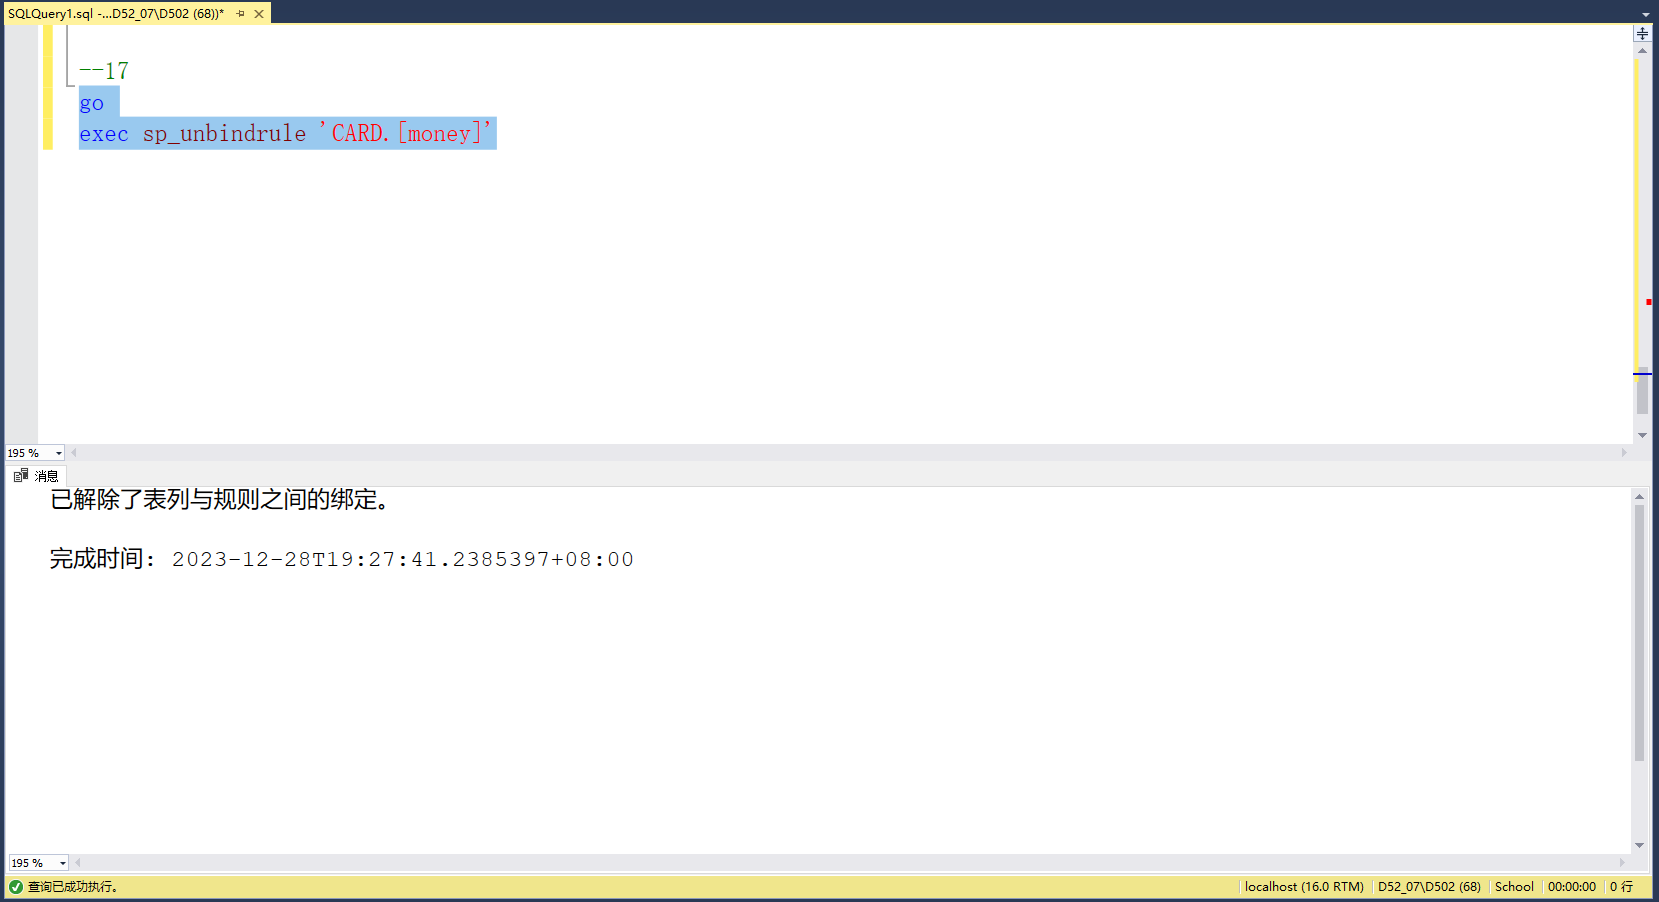 SQLQuery1.sql -...D52_07\D502 (68))*
--17
go
exec sp_unbindrule 'CARD.[money]'
195 %
消息
已解除了表列与规则之间的绑定。
完成时间: 2023-12-28T19:27:41.2385397+08:00
195 %
查询已成功执行。 localhost (16.0 RTM) D52_07\D502 (68) School 00:00:00 0 行